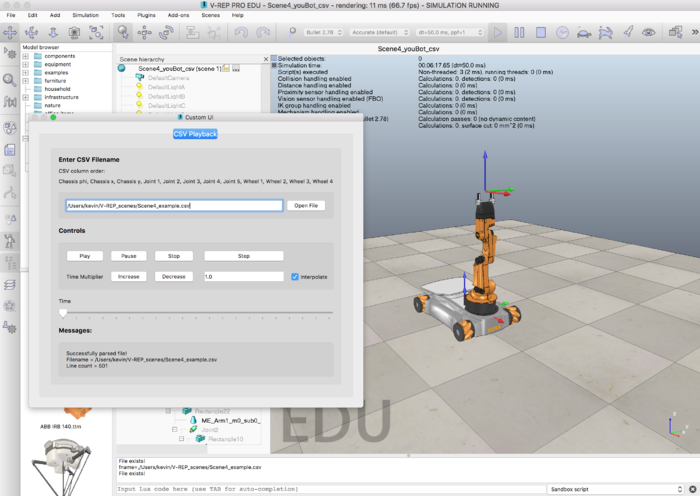 V-REP PRO EDU - Scene4_youBot_csv - rendering: 11 ms (66.7 fps) - SIMULATION RUNNING
File Edit Add Simulation Tools Plugins Add-ons Scenes Help
Bullet 2.78 Accurate (default) dt=50.0 ms, ppf=1
Scene4_youBot_csv
Model browser
components
equipment
examples
furniture
household
infrastructure
nature
Scene hierarchy
Scene4_youBot_csv (scene 1)
DefaultCamera
DefaultLightA
DefaultLightB
DefaultLightC
Selected objects: 0
Simulation time: 00:06:17.65 (dt=50.0 ms)
Script(s) executed Non-threaded: 3 (2 ms), running threads: 0 (0 ms)
Collision handling enabled Calculations: 0, detections: 0 (0 ms)
Distance handling enabled Calculations: 0 (0 ms)
Proximity sensor handling enabled Calculations: 0, detections: 0 (0 ms)
Vision sensor handling enabled (FBO) Calculations: 0, detections: 0 (0 ms)
IK group handling enabled Calculations: 0 (0 ms)
Calculation passes: 0 (no dynamic content)
Calculations: 0. surface cut: 0 mm^2 (0 ms)
Custom UI
CSV Playback
Enter CSV Filename
CSV column order:
Chassis phi, Chassis x, Chassis y, Joint 1, Joint 2, Joint 3, Joint 4, Joint 5, Wheel 1, Wheel 2, Wheel 3, Wheel 4
/Users/kevin/V-REP_scenes/Scene4_example.csv Open File
Controls
Play Pause Stop Step
Time Multiplier Increase Decrease 1.0 Interpolate
Time
Messages:
Successfully parsed file!
Filename = /Users/kevin/V-REP_scenes/Scene4_example.csv
Line count = 601
ABB IRB 140.ttm
Rectangle22
ME_Arm1_m0_sub0_
Joint2
Rectangle10
EDU
File exists!
fname=/Users/kevin/V-REP_scenes/Scene4_example.csv
File exists!
Input Lua code here (use TAB for auto-completion) Sandbox script